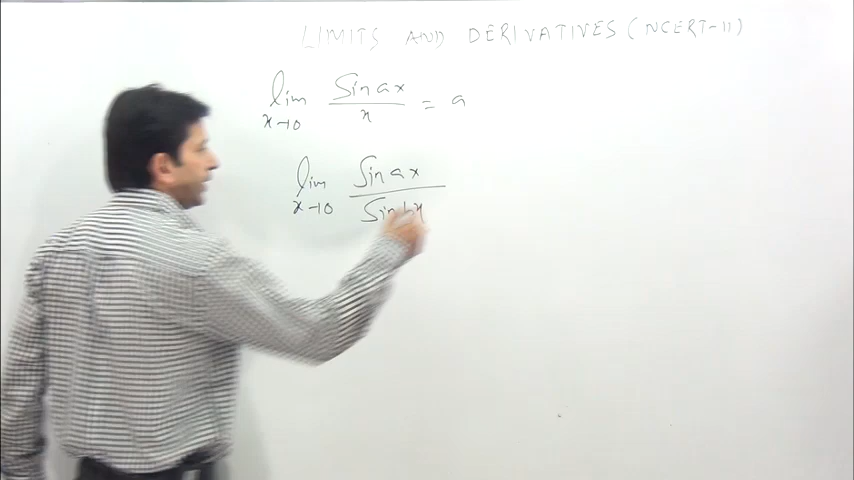 LIMITS AND DERIVATIVES (NCERT-11)
lim x→0 Sin ax / x = a
lim x→0 Sin ax / Sin bx